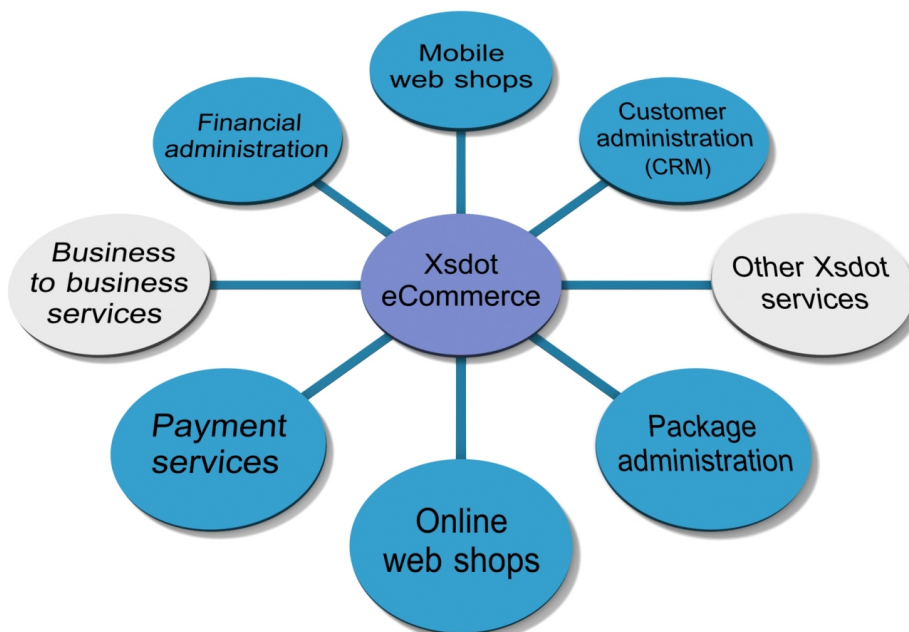 Mobile
web shops
Financial
administration
Customer
administration
(CRM)
Business
to business
services
Xsdot
eCommerce
Other Xsdot
services
Payment
services
Package
administration
Online
web shops